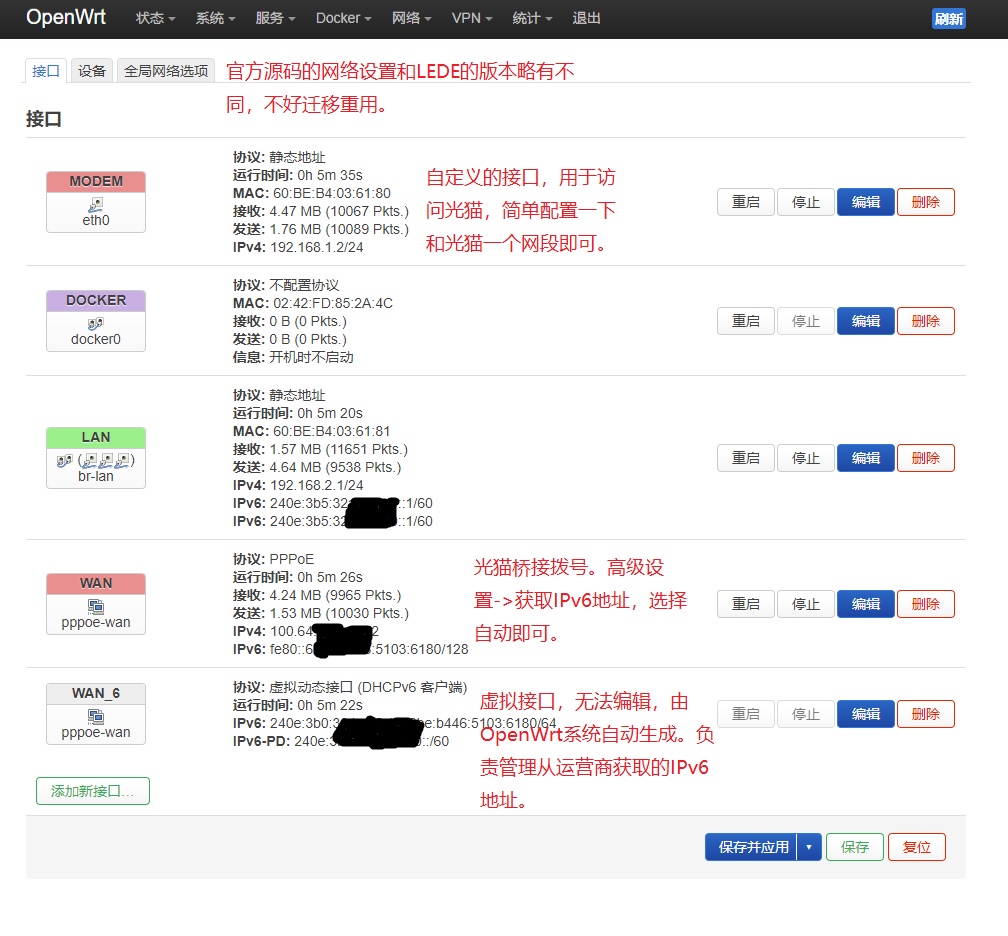 OpenWrt 状态 系统 服务 Docker 网络 VPN 统计 退出 刷新
接口 设备 全局网络选项
官方源码的网络设置和LEDE的版本略有不
同，不好迁移重用。
接口
MODEM
eth0
协议: 静态地址
运行时间: 0h 5m 35s
MAC: 60:BE:B4:03:61:80
接收: 4.47 MB (10067 Pkts.)
发送: 1.76 MB (10089 Pkts.)
IPv4: 192.168.1.2/24
自定义的接口，用于访
问光猫，简单配置一下
和光猫一个网段即可。
重启 停止 编辑 删除
DOCKER
docker0
协议: 不配置协议
MAC: 02:42:FD:85:2A:4C
接收: 0 B (0 Pkts.)
发送: 0 B (0 Pkts.)
信息: 开机时不启动
重启 停止 编辑 删除
LAN
br-lan
协议: 静态地址
运行时间: 0h 5m 20s
MAC: 60:BE:B4:03:61:81
接收: 1.57 MB (11651 Pkts.)
发送: 4.64 MB (9538 Pkts.)
IPv4: 192.168.2.1/24
IPv6: 240e:3b5:32 ::1/60
IPv6: 240e:3b5:32 ::1/60
重启 停止 编辑 删除
WAN
pppoe-wan
协议: PPPoE
运行时间: 0h 5m 26s
接收: 4.24 MB (9965 Pkts.)
发送: 1.53 MB (10030 Pkts.)
IPv4: 100.64 2
IPv6: fe80::6 :5103:6180/128
光猫桥接拨号。高级设
置->获取IPv6地址，选择
自动即可。
重启 停止 编辑 删除
WAN_6
pppoe-wan
协议: 虚拟动态接口 (DHCPv6 客户端)
运行时间: 0h 5m 22s
IPv6: 240e:3b0:3 be:b446:5103:6180/64
IPv6-PD: 240e:3 ::/60
虚拟接口，无法编辑，由
OpenWrt系统自动生成。负
责管理从运营商获取的IPv6
地址。
重启 停止 编辑 删除
添加新接口...
保存并应用 保存 复位